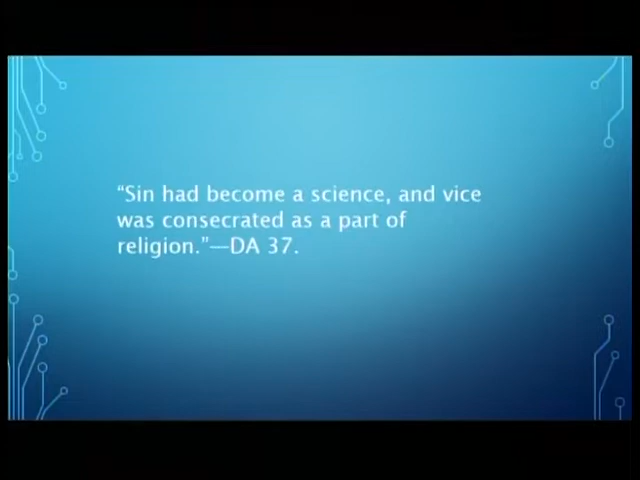 “Sin had become a science, and vice
was consecrated as a part of
religion.”—DA 37.